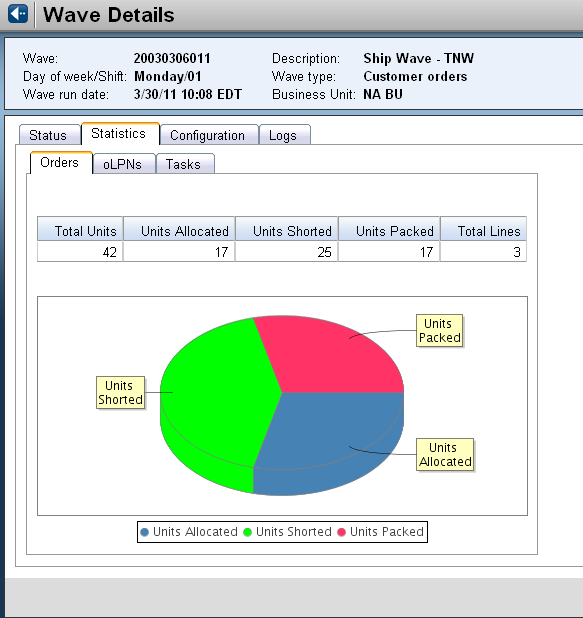 Wave Details
Wave: 20030306011 Description: Ship Wave - TNW
Day of week/Shift: Monday/01 Wave type: Customer orders
Wave run date: 3/30/11 10:08 EDT Business Unit: NA BU
Status Statistics Configuration Logs
Orders oLPNs Tasks
Total Units Units Allocated Units Shorted Units Packed Total Lines
42 17 25 17 3
Units
Packed
Units
Shorted
Units
Allocated
Units Allocated Units Shorted Units Packed